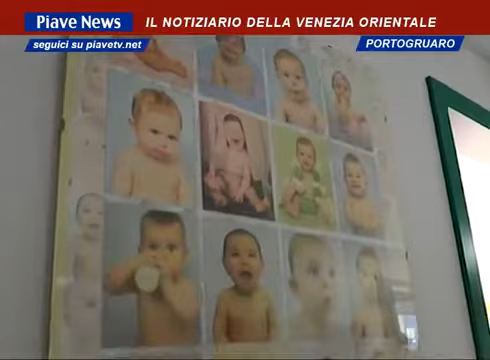 Piave News
IL NOTIZIARIO DELLA VENEZIA ORIENTALE
seguici su piavetv.net
PORTOGRUARO